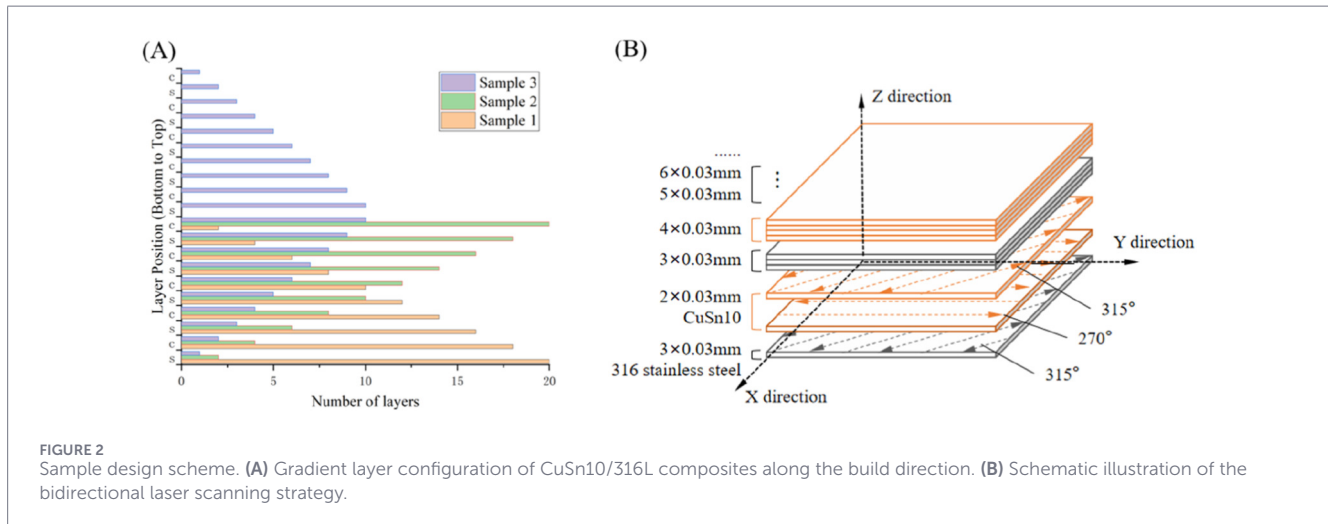 (A)
Layer Position (Bottom to Top)
c
s
c
s
c
s
c
s
c
s
c
s
c
s
c
s
c
s
c
s
Sample 3
Sample 2
Sample 1
0
5
10
15
20
Number of layers
(B)
Z direction
......
6×0.03mm
5×0.03mm
4×0.03mm
Y direction
3×0.03mm
315°
2×0.03mm
CuSn10
270°
3×0.03mm
316 stainless steel
315°
X direction
FIGURE 2
Sample design scheme. (A) Gradient layer configuration of CuSn10/316L composites along the build direction. (B) Schematic illustration of the
bidirectional laser scanning strategy.